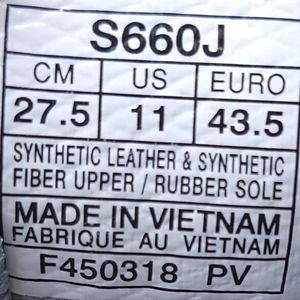 S660J
CM US EURO
27.5 11 43.5
SYNTHETIC LEATHER & SYNTHETIC
FIBER UPPER / RUBBER SOLE
MADE IN VIETNAM
FABRIQUE AU VIETNAM
F450318 PV